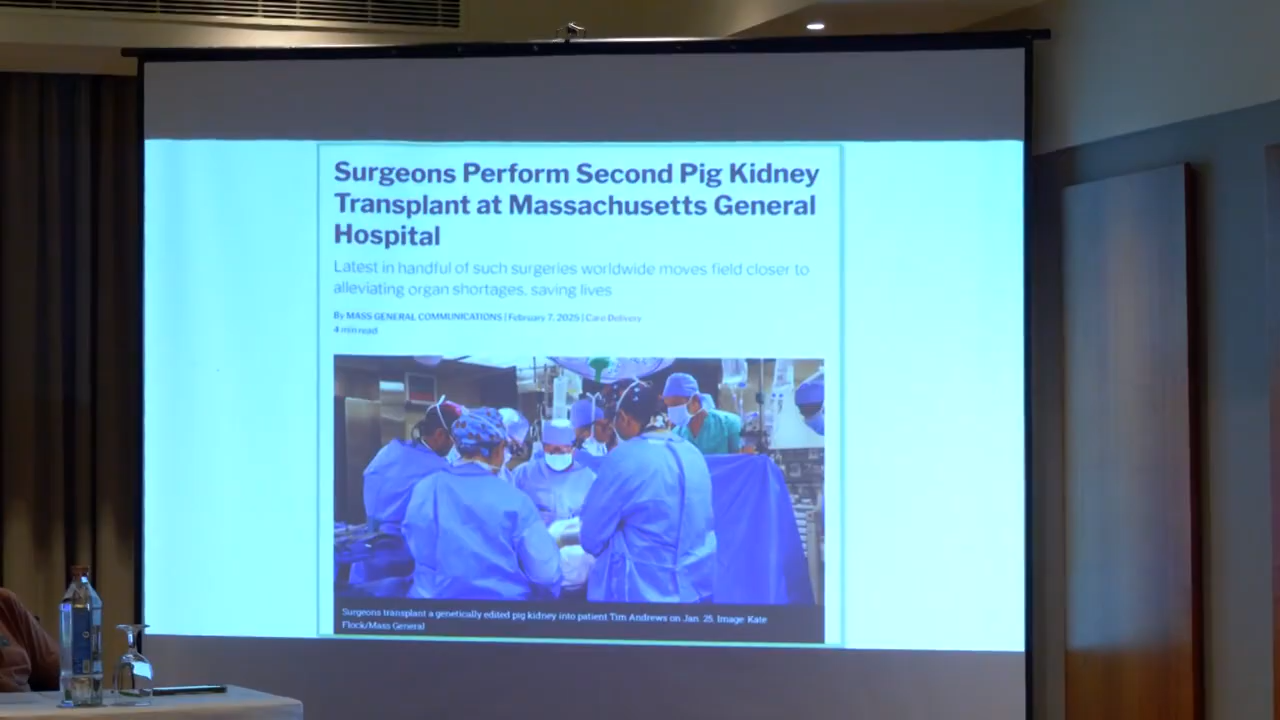 Surgeons Perform Second Pig Kidney
Transplant at Massachusetts General
Hospital
Latest in handful of such surgeries worldwide moves field closer to
alleviating organ shortages, saving lives
By MASS GENERAL COMMUNICATIONS | February 7, 2025 | Care Delivery
4 min read
Surgeons transplant a genetically edited pig kidney into patient Tim Andrews on Jan. 25. Image: Kate
Flock/Mass General